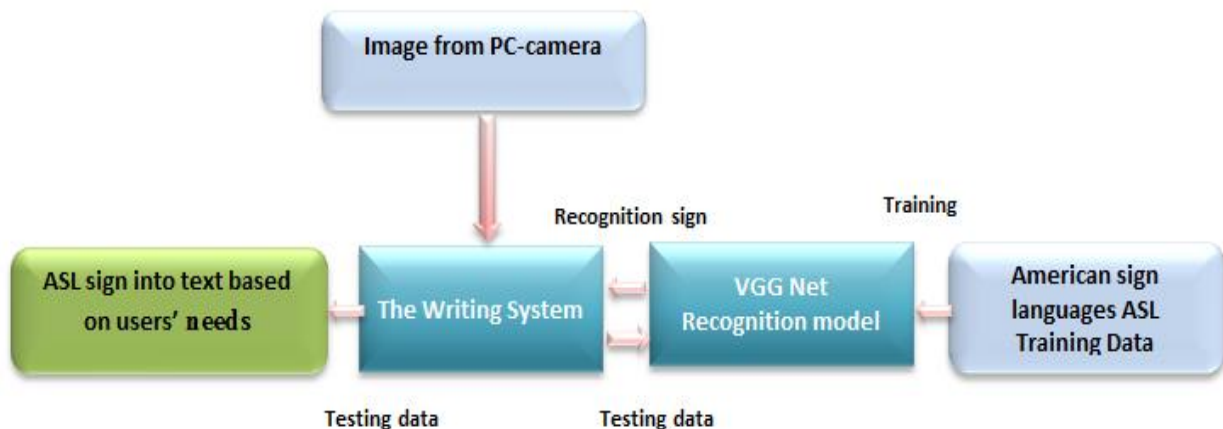 Image from PC-camera
Recognition sign
Training
ASL sign into text based
on users’ needs
The Writing System
VGG Net
Recognition model
American sign
languages ASL
Training Data
Testing data
Testing data